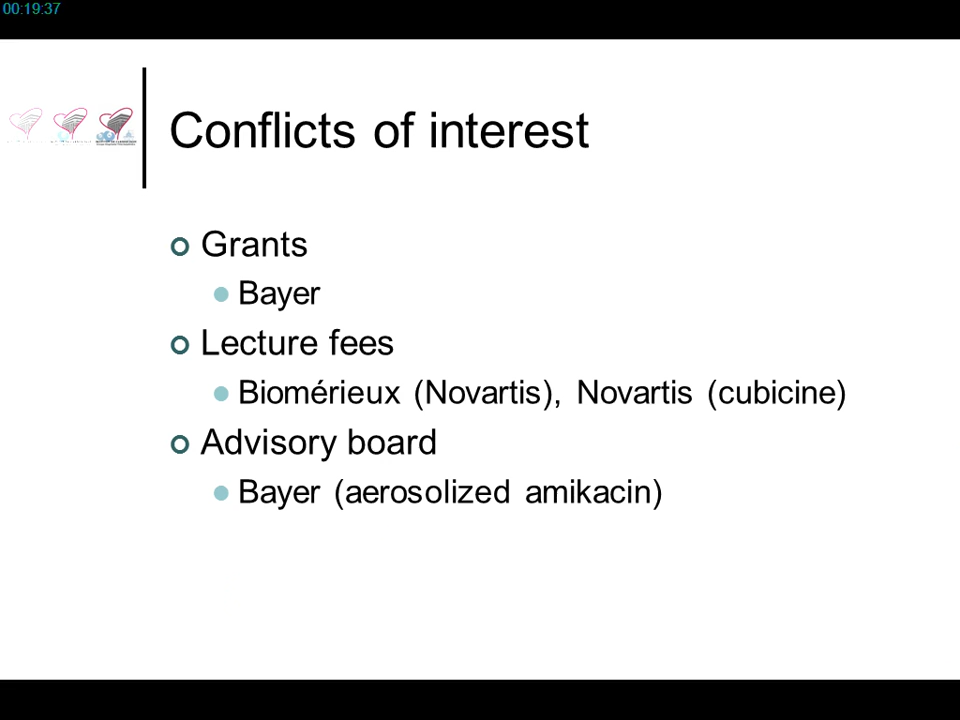 00:19:37
Conflicts of interest
Grants
Bayer
Lecture fees
Biomérieux (Novartis), Novartis (cubicine)
Advisory board
Bayer (aerosolized amikacin)